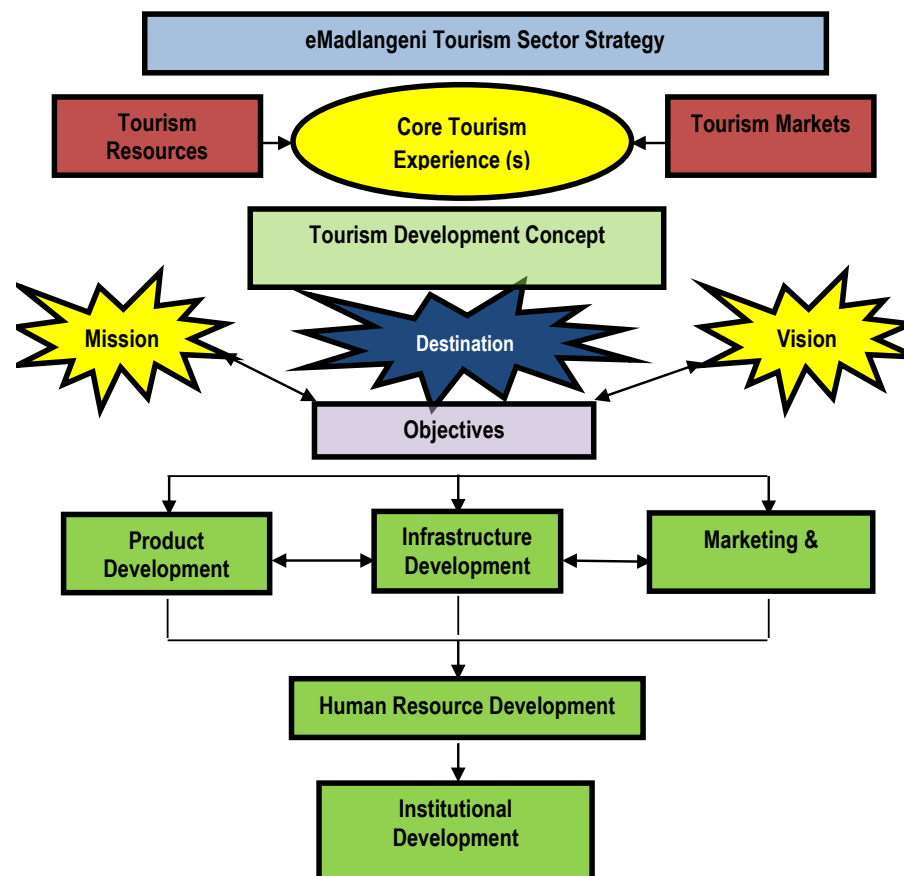 eMadlangeni Tourism Sector Strategy
Tourism
Resources
Core Tourism
Experience (s)
Tourism Markets
Tourism Development Concept
Mission
Destination
Vision
Objectives
Product
Development
Infrastructure
Development
Marketing &
Human Resource Development
Institutional
Development